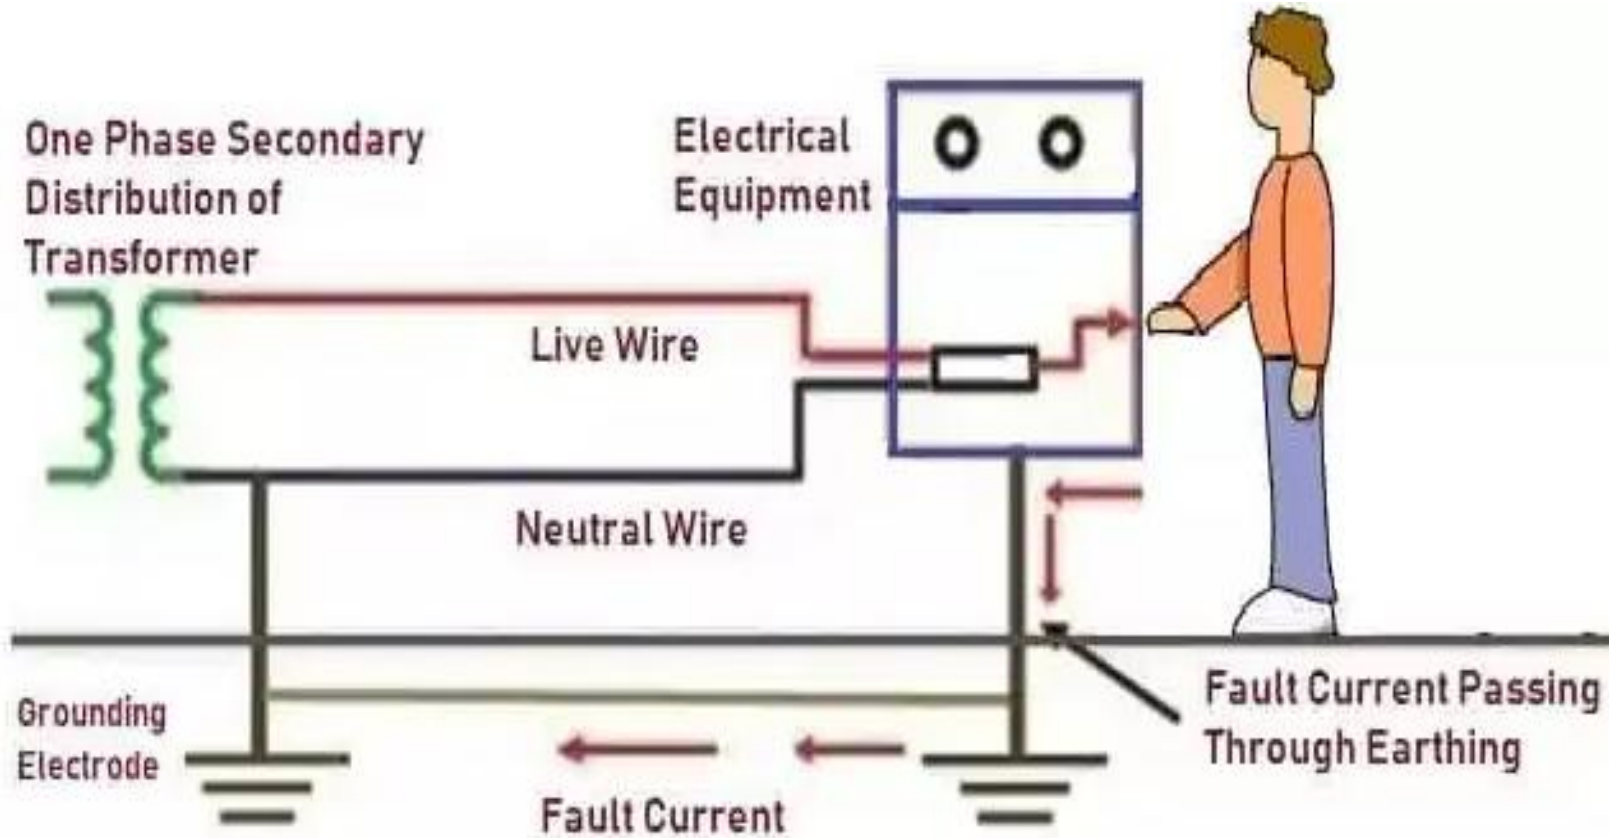 One Phase Secondary
Distribution of
Transformer
Electrical
Equipment
Live Wire
Neutral Wire
Grounding
Electrode
Fault Current Passing
Through Earthing
Fault Current